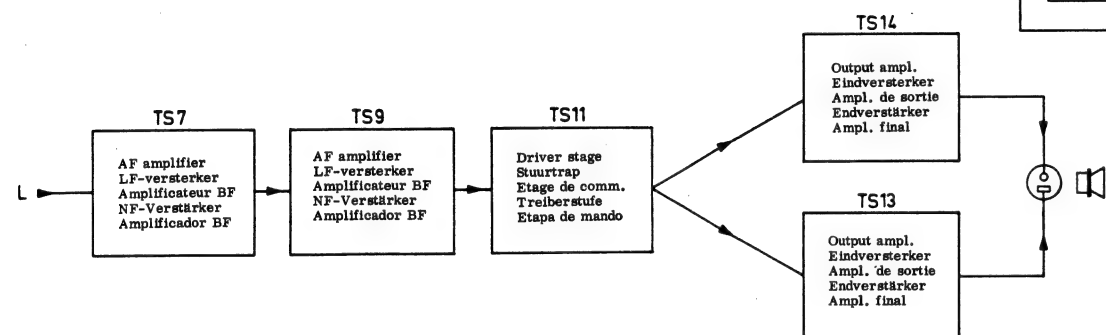 TS14
Output ampl.
Eindversterker
Ampl. de sortie
Endverstärker
Ampl. final
L
TS7
AF amplifier
LF-versterker
Amplificateur BF
NF-Verstärker
Amplificador BF
TS9
AF amplifier
LF-versterker
Amplificateur BF
NF-Verstärker
Amplificador BF
TS11
Driver stage
Stuurtrap
Etage de comm.
Treiberstufe
Etapa de mando
TS13
Output ampl.
Eindversterker
Ampl. de sortie
Endverstärker
Ampl. final